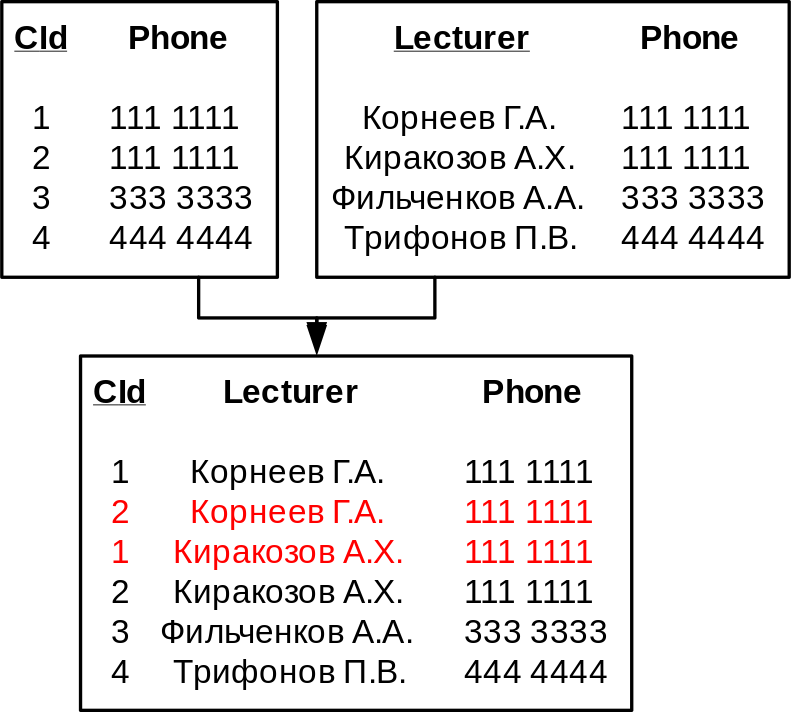 CId Phone
1 111 1111
2 111 1111
3 333 3333
4 444 4444
Lecturer Phone
Корнеев Г.А. 111 1111
Киракозов А.Х. 111 1111
Фильченков А.А. 333 3333
Трифонов П.В. 444 4444
CId Lecturer Phone
1 Корнеев Г.А. 111 1111
2 Корнеев Г.А. 111 1111
1 Киракозов А.Х. 111 1111
2 Киракозов А.Х. 111 1111
3 Фильченков А.А. 333 3333
4 Трифонов П.В. 444 4444